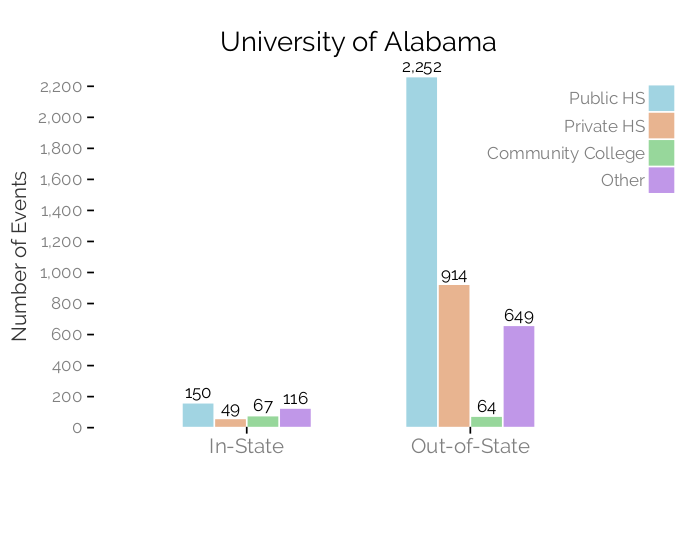 University of Alabama
Number of Events
2,200
2,000
1,800
1,600
1,400
1,200
1,000
800
600
400
200
0
150
49
67
116
2,252
914
64
649
In-State
Out-of-State
Public HS
Private HS
Community College
Other